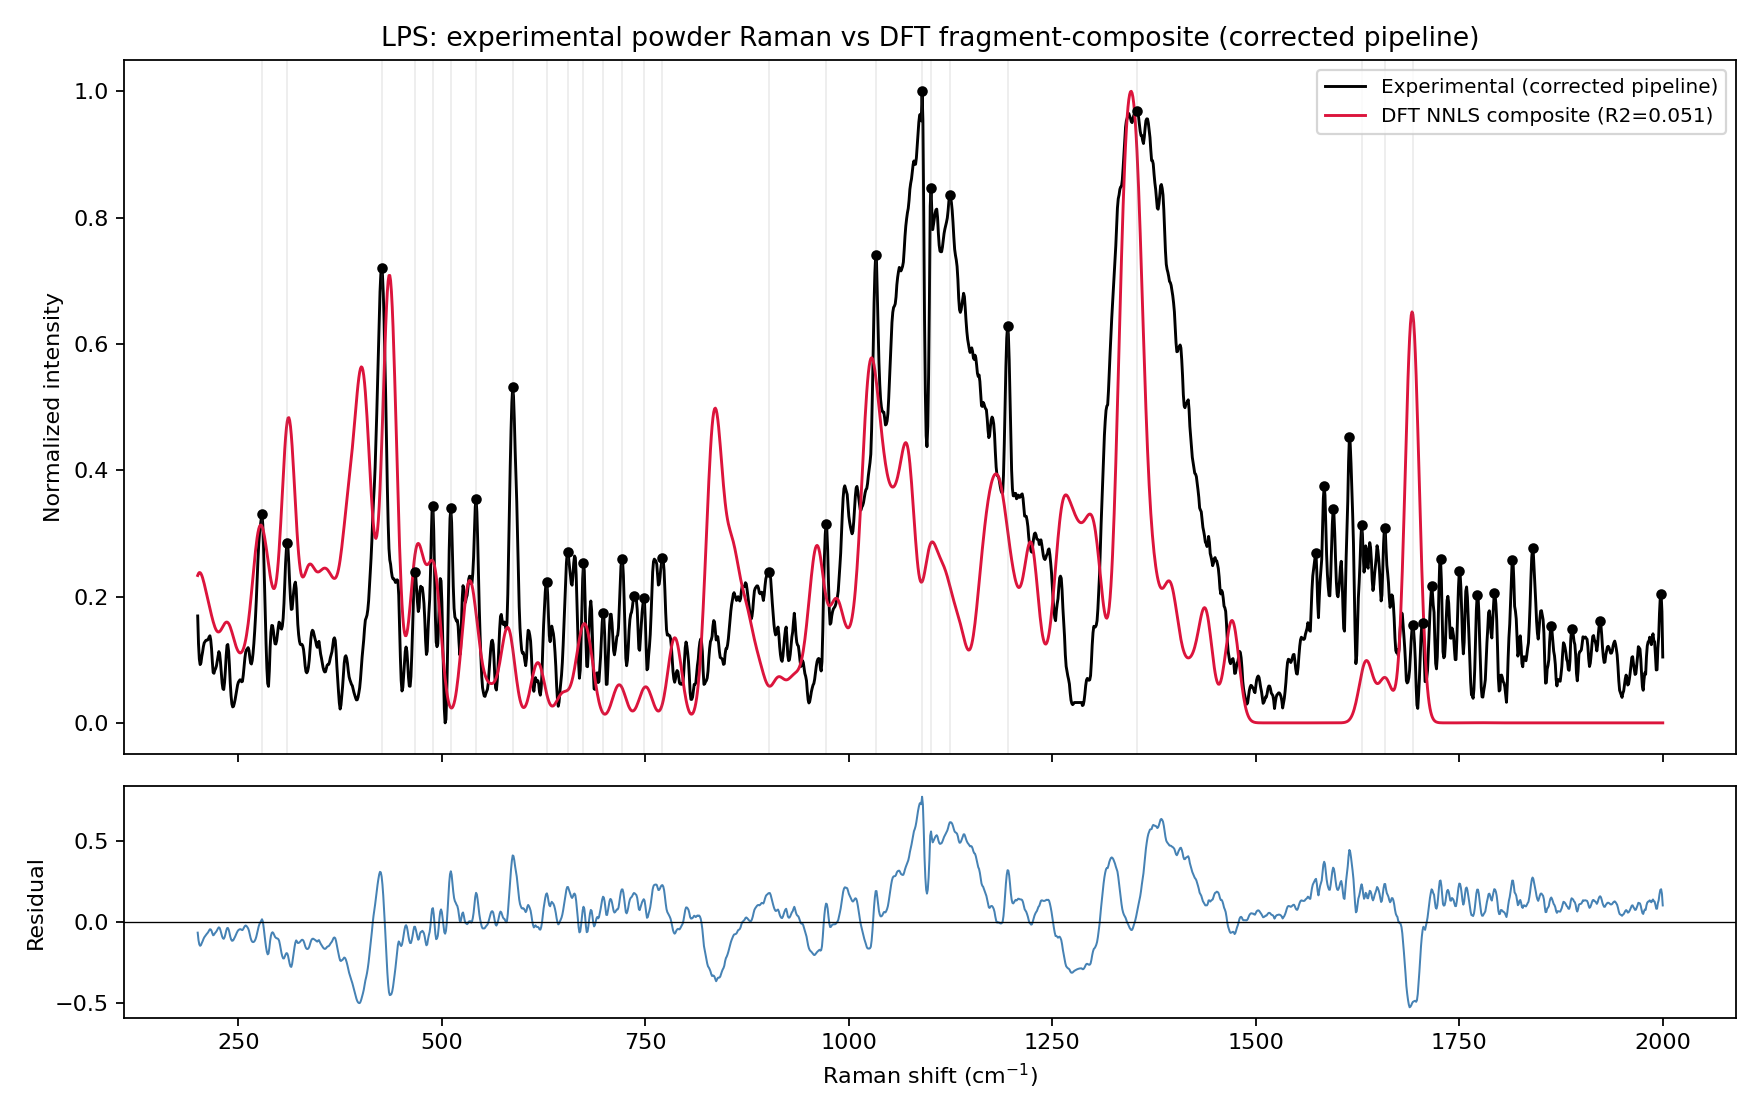 LPS: experimental powder Raman vs DFT fragment-composite (corrected pipeline)
Experimental (corrected pipeline)
DFT NNLS composite (R2=0.051)
Normalized intensity
1.0
0.8
0.6
0.4
0.2
0.0
Residual
0.5
0.0
−0.5
250 500 750 1000 1250 1500 1750 2000
Raman shift (cm⁻¹)